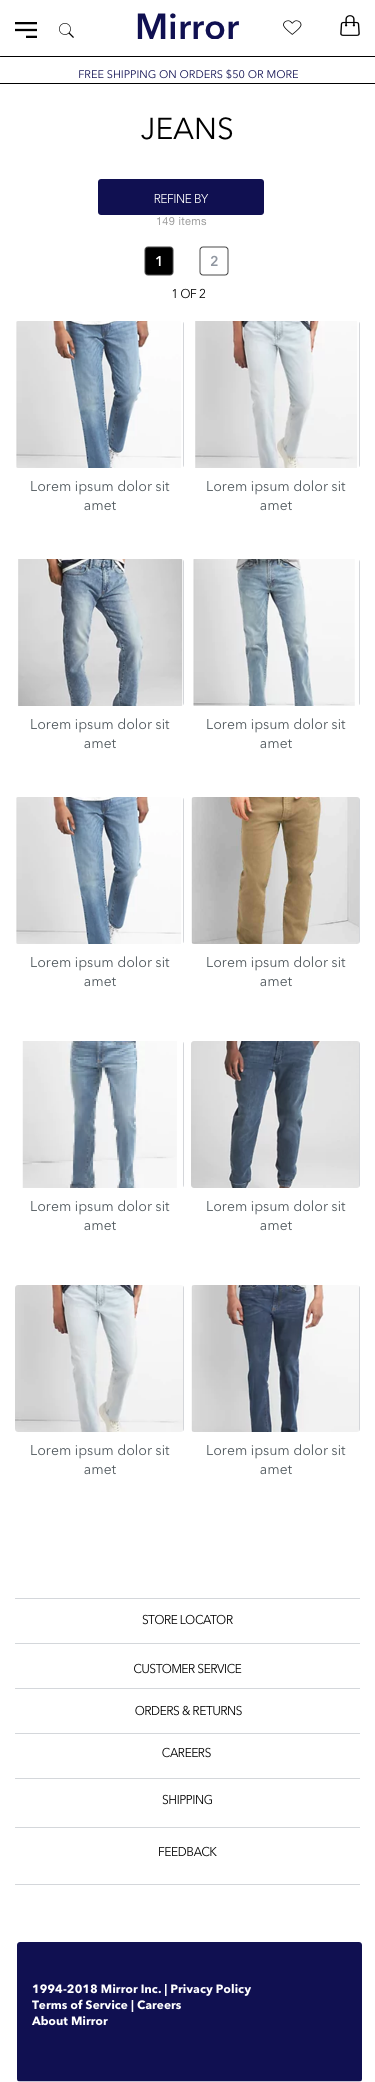 Mirror
FREE SHIPPING ON ORDERS $50 OR MORE
JEANS
REFINE BY
149 items
1 2
1 OF 2
Lorem ipsum dolor sit
amet
Lorem ipsum dolor sit
amet
Lorem ipsum dolor sit
amet
Lorem ipsum dolor sit
amet
Lorem ipsum dolor sit
amet
Lorem ipsum dolor sit
amet
Lorem ipsum dolor sit
amet
Lorem ipsum dolor sit
amet
Lorem ipsum dolor sit
amet
Lorem ipsum dolor sit
amet
STORE LOCATOR
CUSTOMER SERVICE
ORDERS & RETURNS
CAREERS
SHIPPING
FEEDBACK
1994-2018 Mirror Inc. | Privacy Policy
Terms of Service | Careers
About Mirror